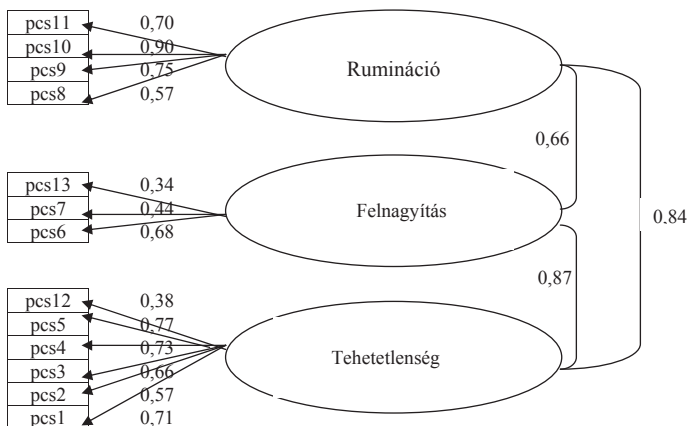 pcs11 0,70
pcs10 0,90
pcs9 0,75
pcs8 0,57
Rumináció
0,66
pcs13 0,34
pcs7 0,44
pcs6 0,68
Felnagyítás
0,84
0,87
pcs12 0,38
pcs5 0,77
pcs4 0,73
pcs3 0,66
pcs2 0,57
pcs1 0,71
Tehetetlenség